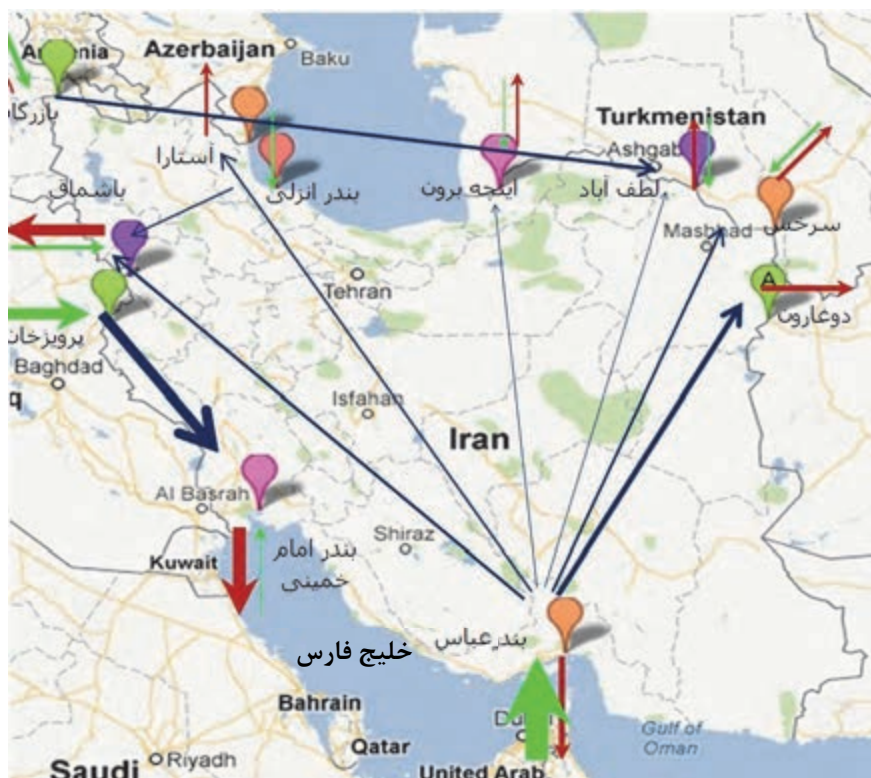 Azerbaijan
Baku
بازرگا
آستارا
Turkmenistan
Ashgab
بندر انزلی
اینچه برون
لطف آباد
باشماق
سرخس
Mashhad
Tehran
A
دوغارون
پرویزخان
Baghdad
q
Isfahan
Iran
Al Basrah
Shiraz
Kuwait
بندر امام
خمینی
بندرعباس
خلیج فارس
Bahrain
Qatar
Gulf of
Oman
Riyadh
Saudi
United Arab